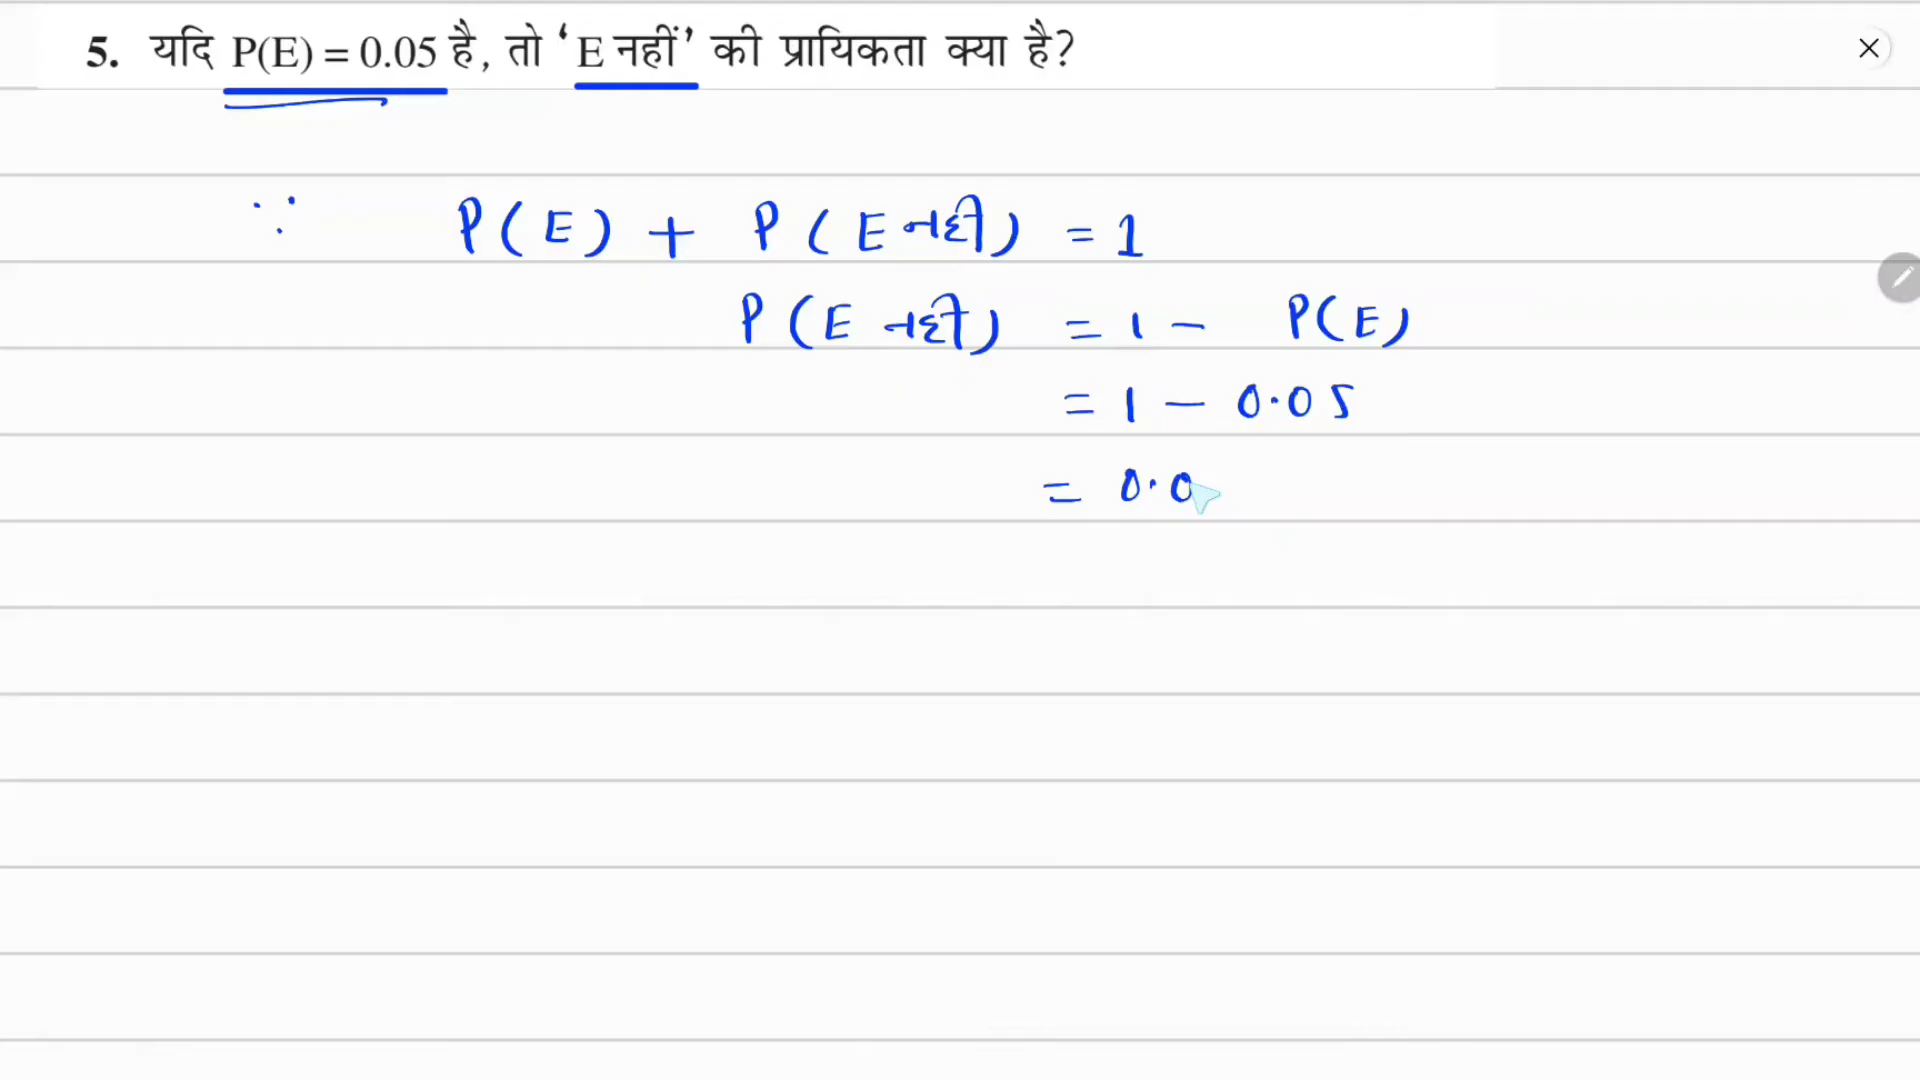 5. यदि P(E) = 0.05 है, तो ‘E नहीं’ की प्रायिकता क्या है?
∵ P(E) + P(E नहीं) = 1
P(E नहीं) = 1 − P(E)
= 1 − 0.05
= 0.0